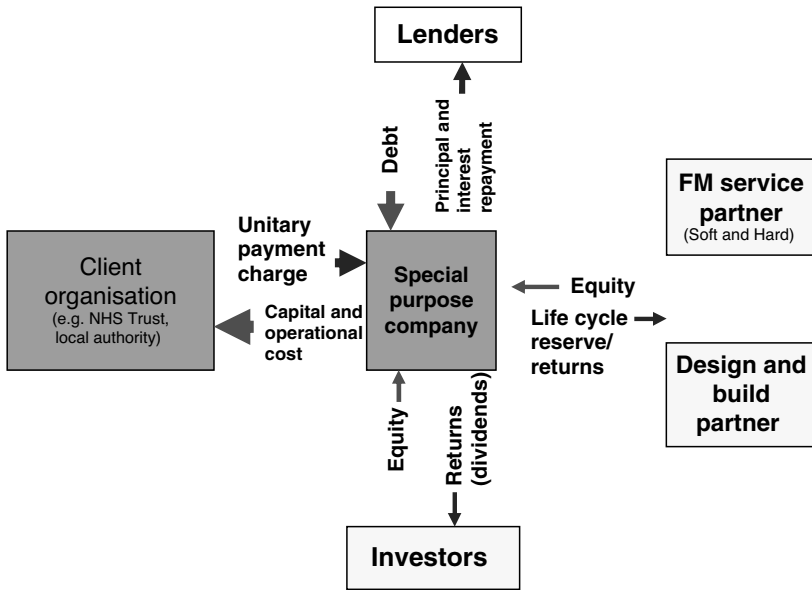 Lenders
Debt
Principal and
interest
repayment
FM service
partner
(Soft and Hard)
Unitary
payment
charge
Client
organisation
(e.g. NHS Trust,
local authority)
Capital and
operational
cost
Special
purpose
company
Equity
Life cycle
reserve/
returns
Design and
build
partner
Equity
Returns
(dividends)
Investors